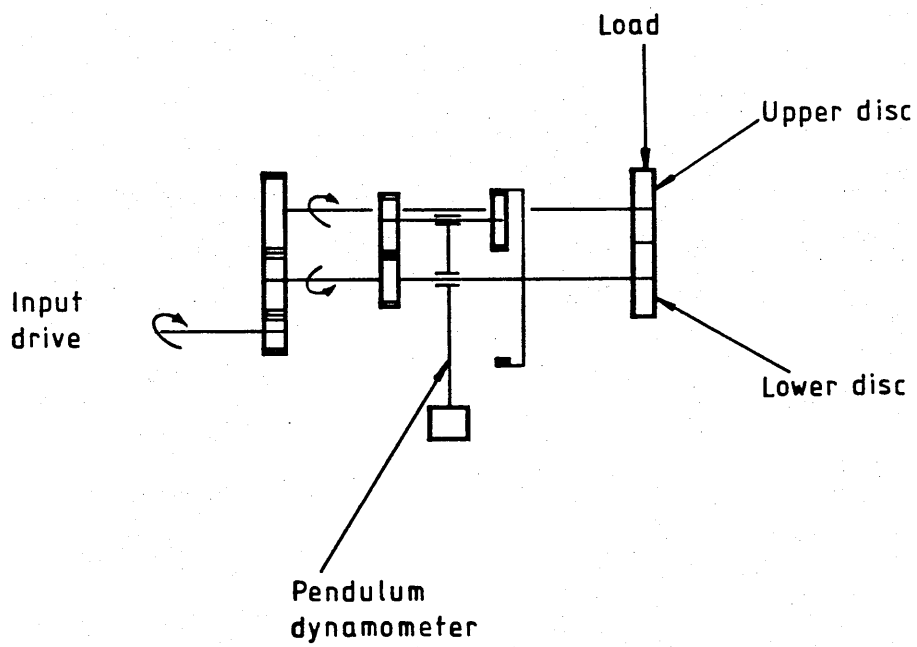 Load
Upper disc
Input
drive
Lower disc
Pendulum
dynamometer